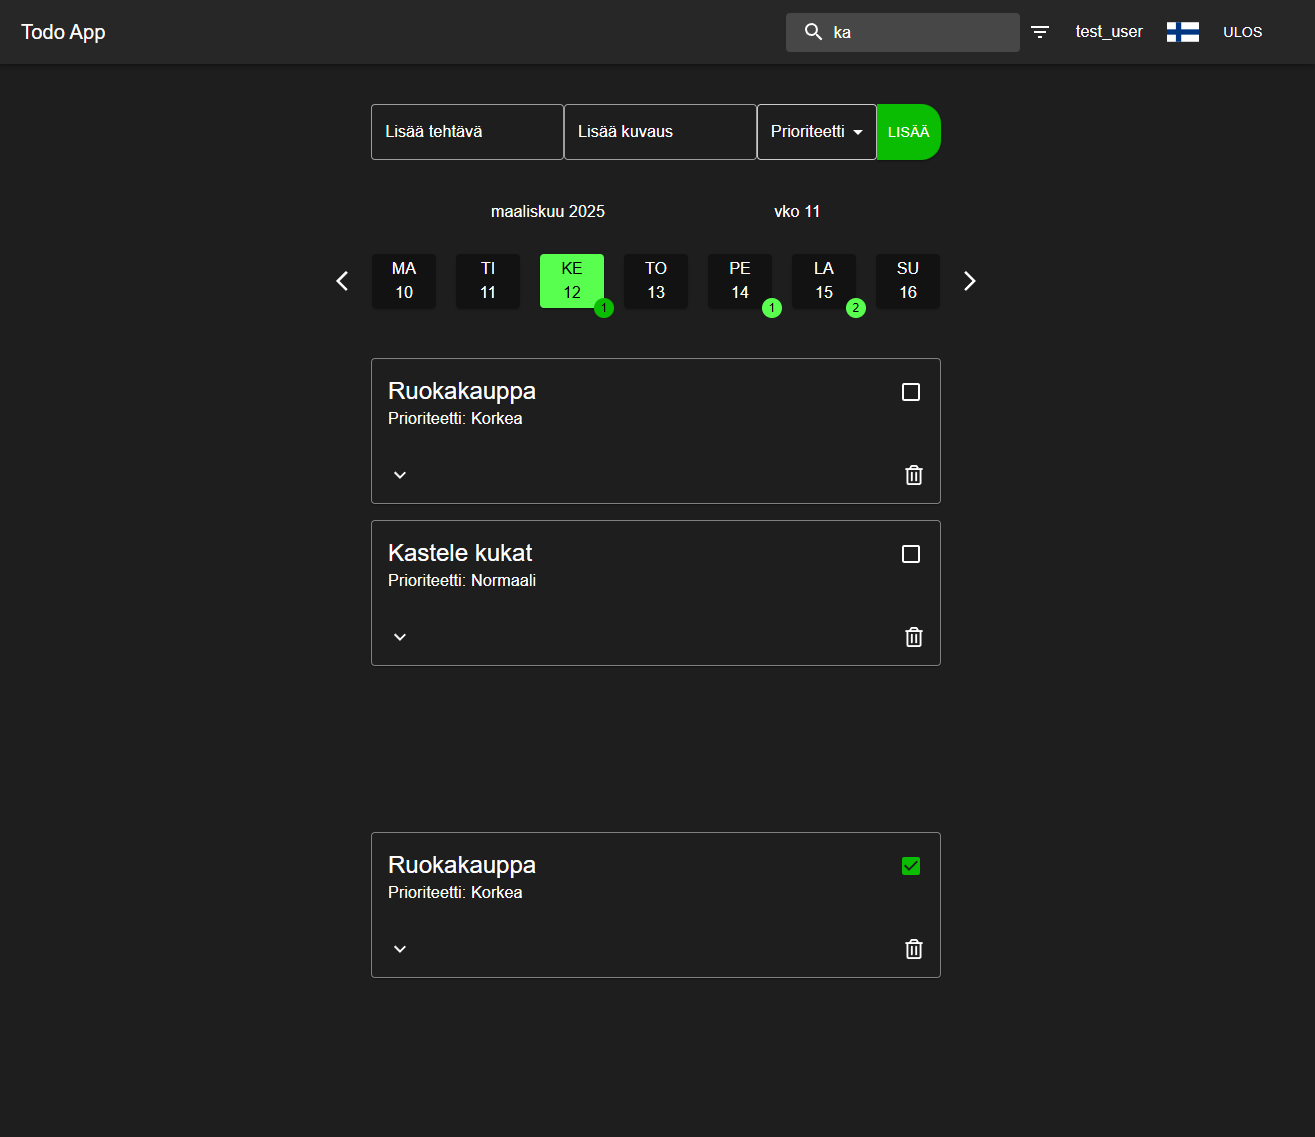 Todo App
ka
test_user
ULOS
Lisää tehtävä
Lisää kuvaus
Prioriteetti
LISÄÄ
maaliskuu 2025
vko 11
MA
10
TI
11
KE
12
1
TO
13
PE
14
1
LA
15
2
SU
16
Ruokakauppa
Prioriteetti: Korkea
Kastele kukat
Prioriteetti: Normaali
Ruokakauppa
Prioriteetti: Korkea